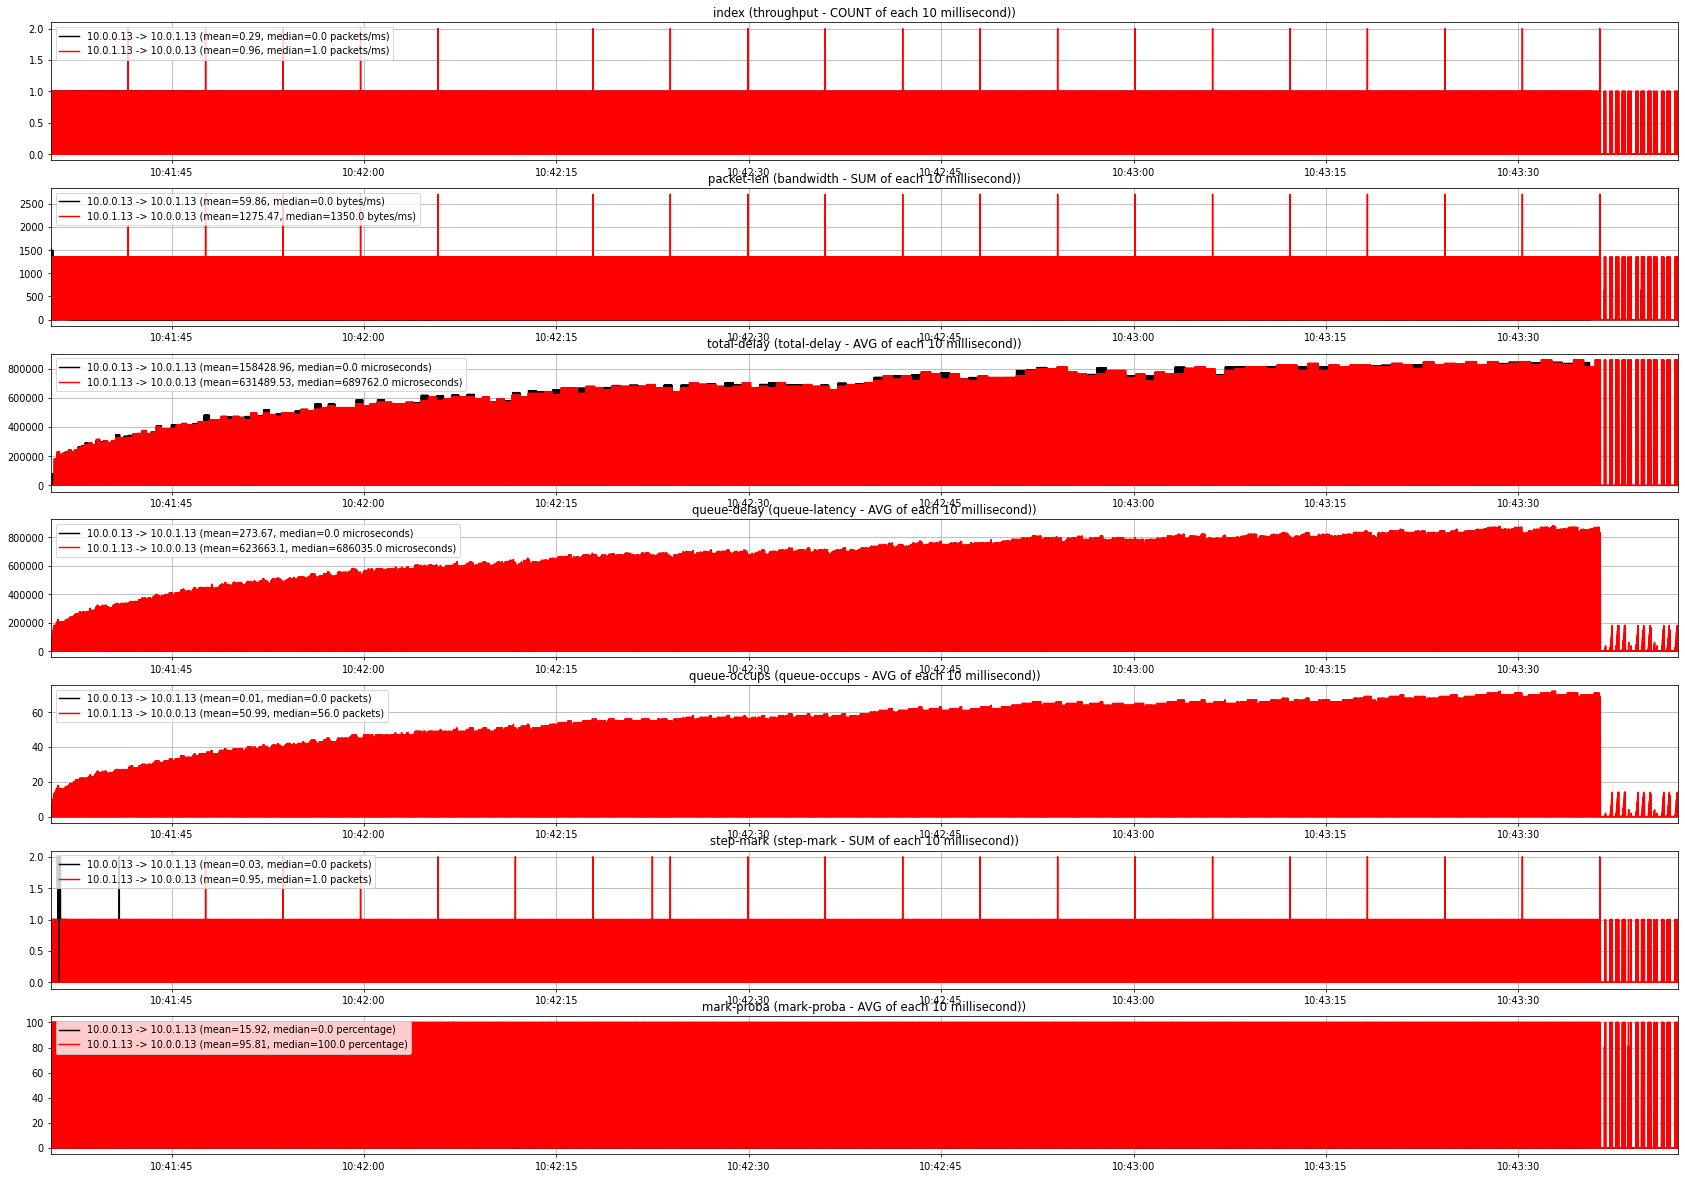 index (throughput - COUNT of each 10 millisecond))
10.0.0.13 -> 10.0.1.13 (mean=0.29, median=0.0 packets/ms)
10.0.1.13 -> 10.0.0.13 (mean=0.96, median=1.0 packets/ms)
2.0
1.5
1.0
0.5
0.0
10:41:45 10:42:00 10:42:15 10:42:30 10:42:45 10:43:00 10:43:15 10:43:30
packet-len (bandwidth - SUM of each 10 millisecond))
10.0.0.13 -> 10.0.1.13 (mean=59.86, median=0.0 bytes/ms)
10.0.1.13 -> 10.0.0.13 (mean=1275.47, median=1350.0 bytes/ms)
2500
2000
1500
1000
500
0
10:41:45 10:42:00 10:42:15 10:42:30 10:42:45 10:43:00 10:43:15 10:43:30
total-delay (total-delay - AVG of each 10 millisecond))
10.0.0.13 -> 10.0.1.13 (mean=158428.96, median=0.0 microseconds)
10.0.1.13 -> 10.0.0.13 (mean=631489.53, median=689762.0 microseconds)
800000
600000
400000
200000
0
10:41:45 10:42:00 10:42:15 10:42:30 10:42:45 10:43:00 10:43:15 10:43:30
queue-delay (queue-latency - AVG of each 10 millisecond))
10.0.0.13 -> 10.0.1.13 (mean=273.67, median=0.0 microseconds)
10.0.1.13 -> 10.0.0.13 (mean=623663.1, median=686035.0 microseconds)
800000
600000
400000
200000
0
10:41:45 10:42:00 10:42:15 10:42:30 10:42:45 10:43:00 10:43:15 10:43:30
queue-occups (queue-occups - AVG of each 10 millisecond))
10.0.0.13 -> 10.0.1.13 (mean=0.01, median=0.0 packets)
10.0.1.13 -> 10.0.0.13 (mean=50.99, median=56.0 packets)
60
40
20
0
10:41:45 10:42:00 10:42:15 10:42:30 10:42:45 10:43:00 10:43:15 10:43:30
step-mark (step-mark - SUM of each 10 millisecond))
10.0.0.13 -> 10.0.1.13 (mean=0.03, median=0.0 packets)
10.0.1.13 -> 10.0.0.13 (mean=0.95, median=1.0 packets)
2.0
1.5
1.0
0.5
0.0
10:41:45 10:42:00 10:42:15 10:42:30 10:42:45 10:43:00 10:43:15 10:43:30
mark-proba (mark-proba - AVG of each 10 millisecond))
10.0.0.13 -> 10.0.1.13 (mean=15.92, median=0.0 percentage)
10.0.1.13 -> 10.0.0.13 (mean=95.81, median=100.0 percentage)
100
80
60
40
20
0
10:41:45 10:42:00 10:42:15 10:42:30 10:42:45 10:43:00 10:43:15 10:43:30